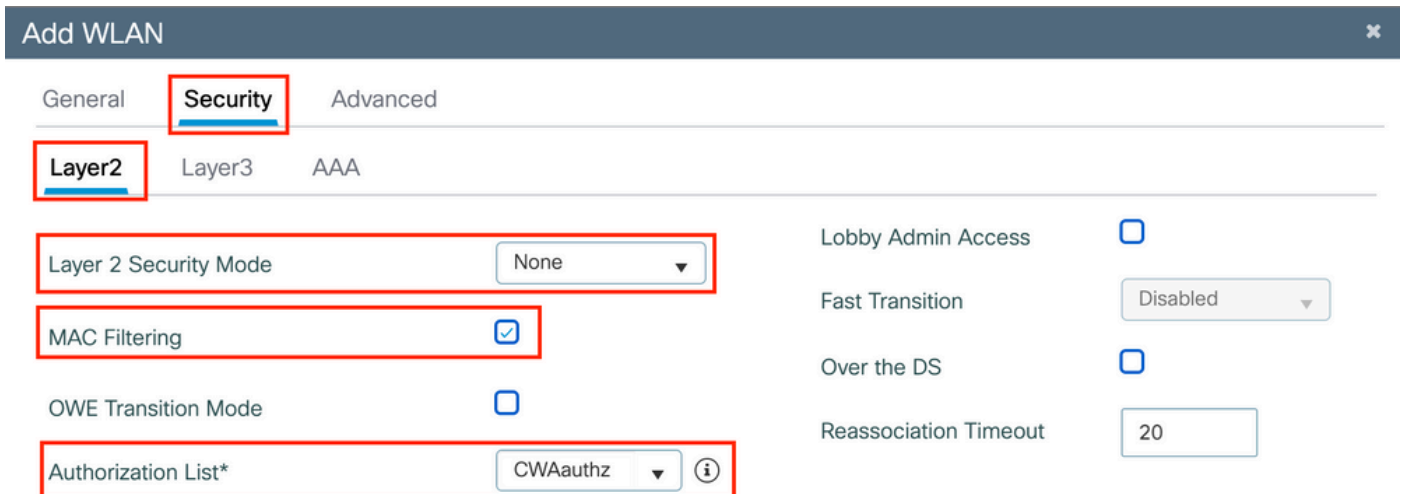 Add WLAN
General Security Advanced
Layer2 Layer3 AAA
Layer 2 Security Mode None
MAC Filtering
OWE Transition Mode
Authorization List* CWAauthz
Lobby Admin Access
Fast Transition Disabled
Over the DS
Reassociation Timeout 20